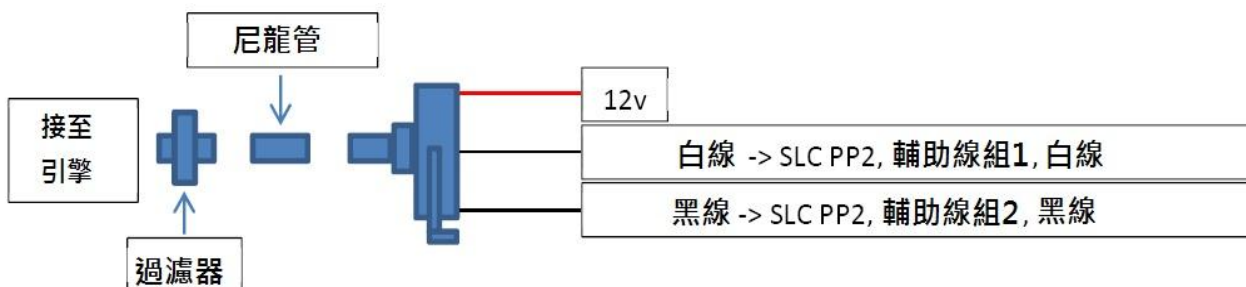 尼龍管
接至
引擎
12v
白線 -> SLC PP2, 輔助線組1, 白線
黑線 -> SLC PP2, 輔助線組2, 黑線
過濾器